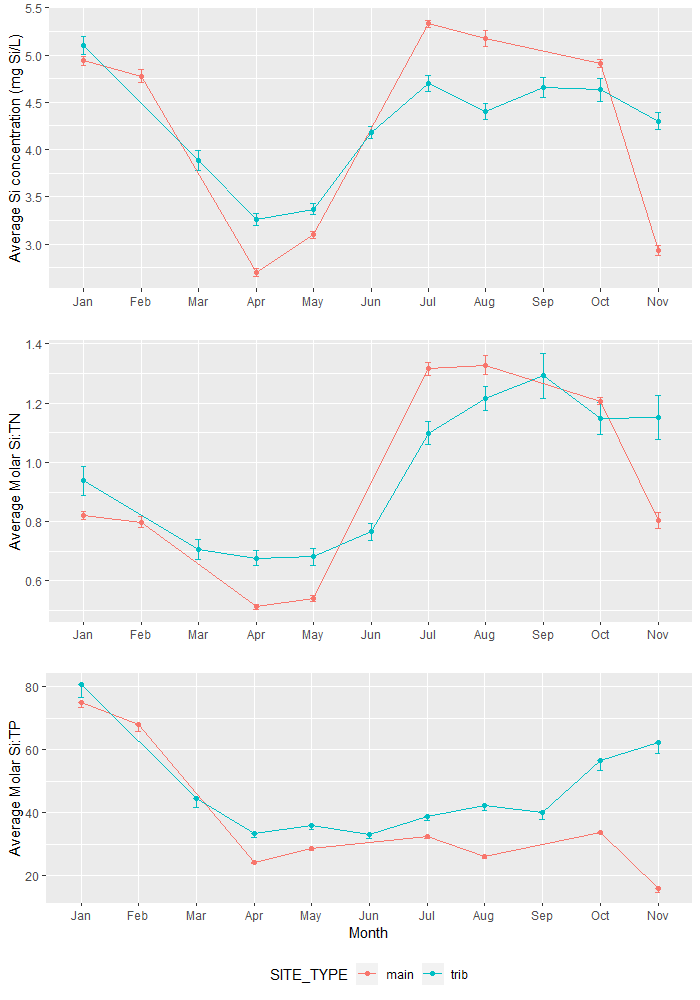 Average Si concentration (mg Si/L)
5.5
5.0
4.5
4.0
3.5
3.0
Jan Feb Mar Apr May Jun Jul Aug Sep Oct Nov
Average Molar Si:TN
1.4
1.2
1.0
0.8
0.6
Jan Feb Mar Apr May Jun Jul Aug Sep Oct Nov
Average Molar Si:TP
80
60
40
20
Jan Feb Mar Apr May Jun Jul Aug Sep Oct Nov
Month
SITE_TYPE main trib